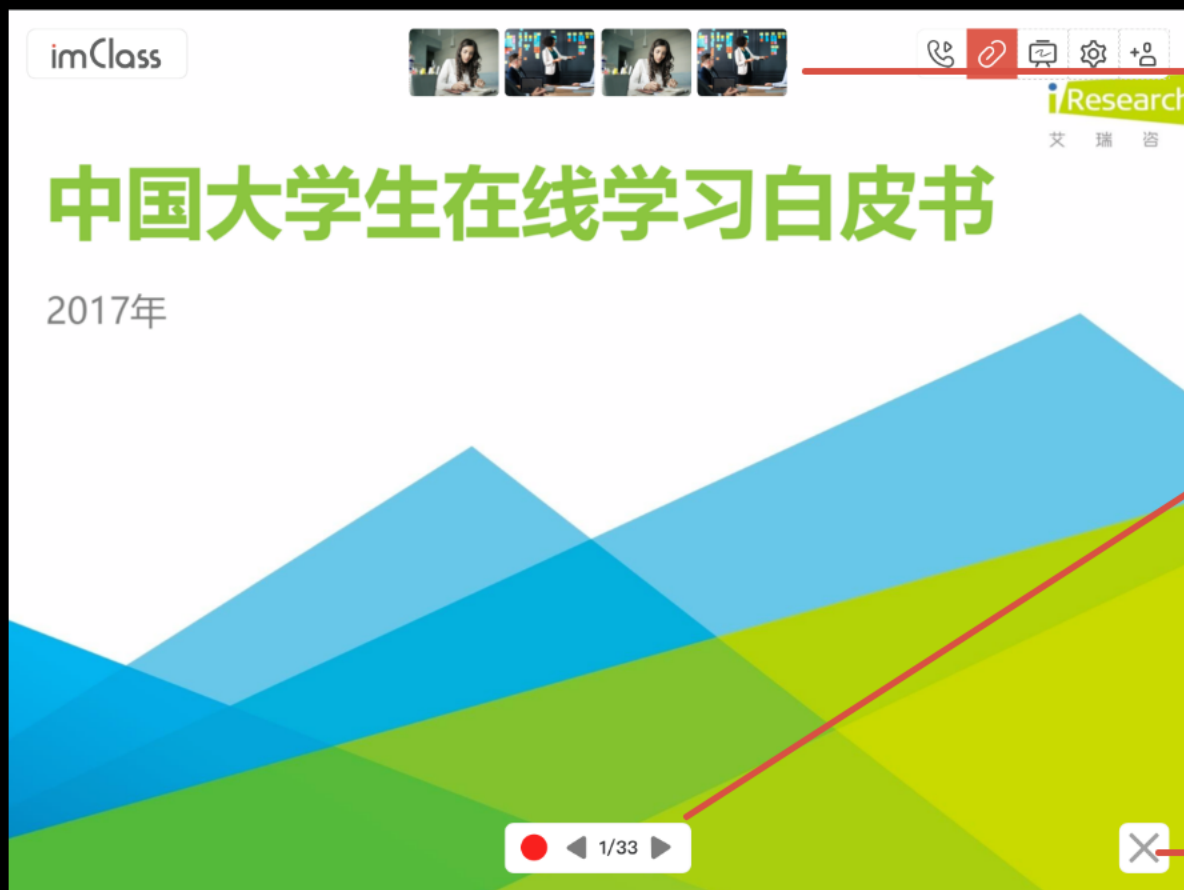 imClass
iResearch
艾 瑞 咨
中国大学生在线学习白皮书
2017年
1/33